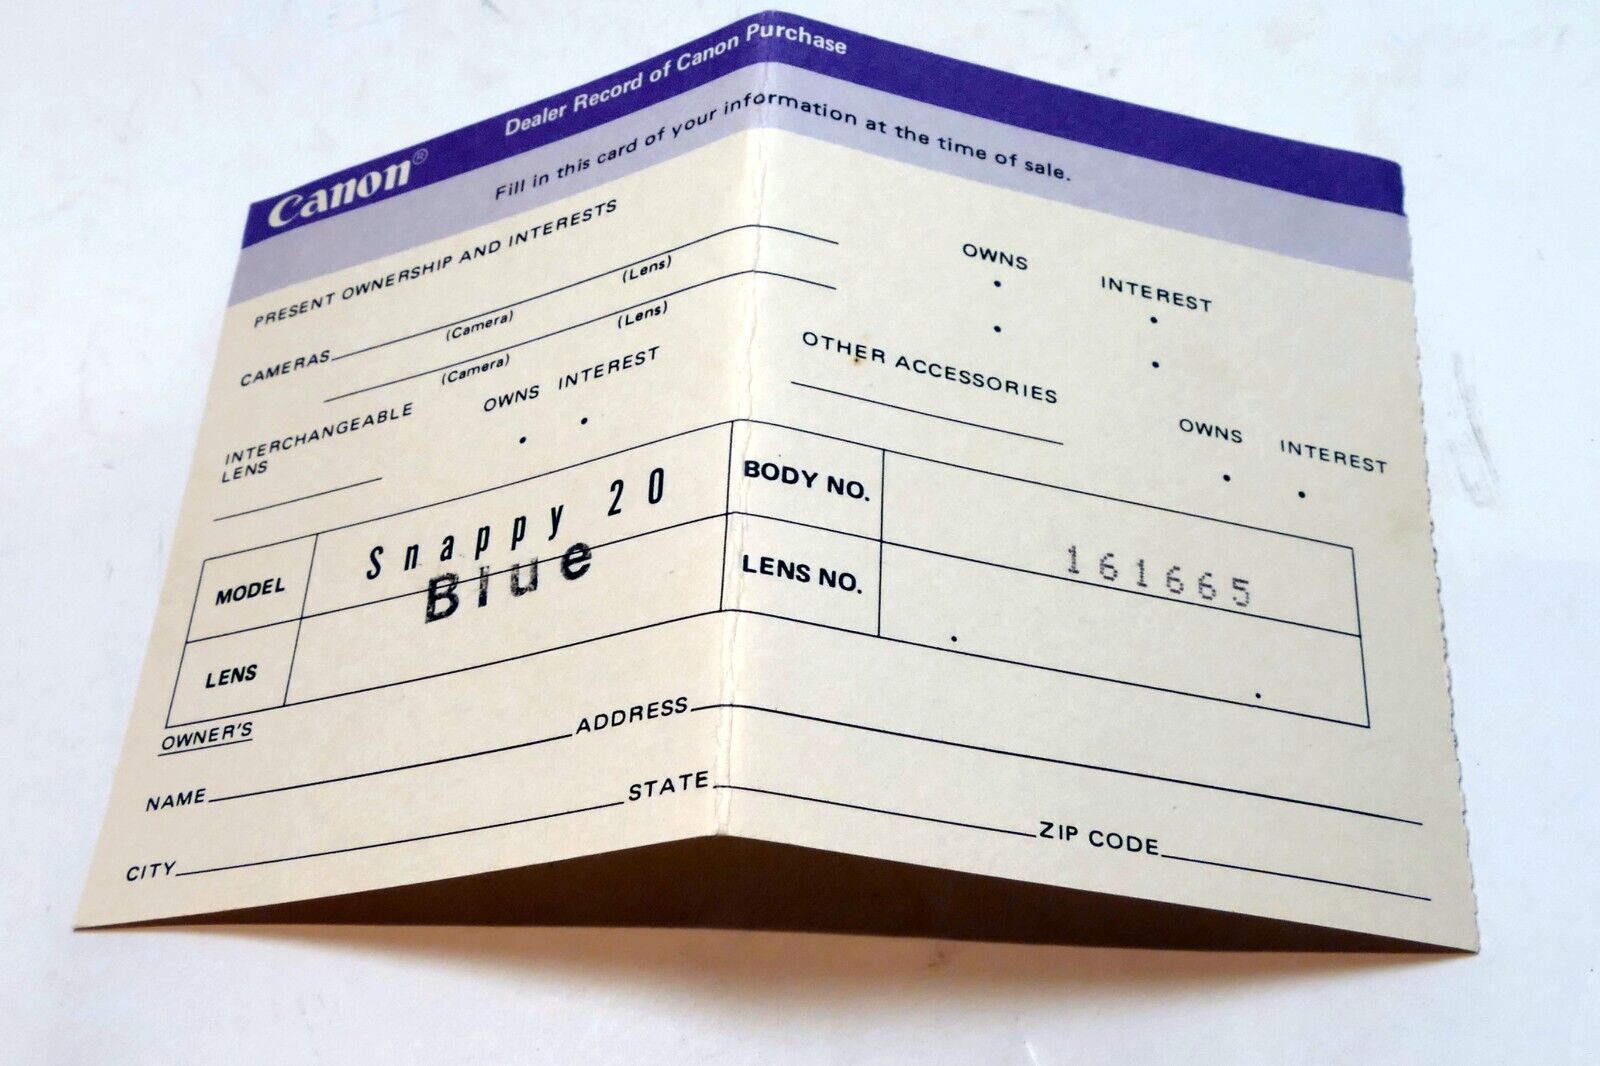 Canon® Dealer Record of Canon Purchase
Fill in this card of your information at the time of sale.
PRESENT OWNERSHIP AND INTERESTS
OWNS INTEREST
CAMERAS
(Camera) (Lens)
(Camera) (Lens)
INTERCHANGEABLE
LENS
OWNS INTEREST
OTHER ACCESSORIES
OWNS INTEREST
MODEL Snappy 20
Blue
BODY NO. 161665
LENS
LENS NO.
OWNER'S
NAME ADDRESS
CITY STATE ZIP CODE